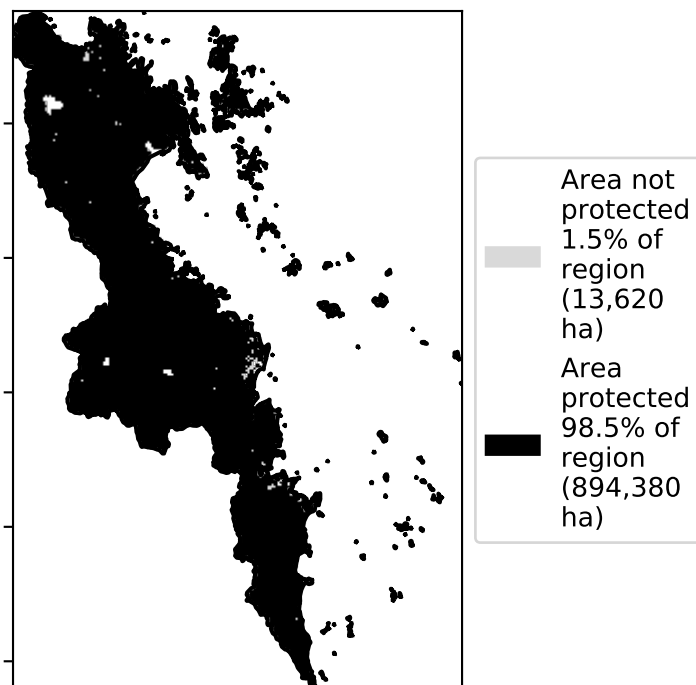 Area not
protected
1.5% of
region
(13,620
ha)
Area
protected
98.5% of
region
(894,380
ha)